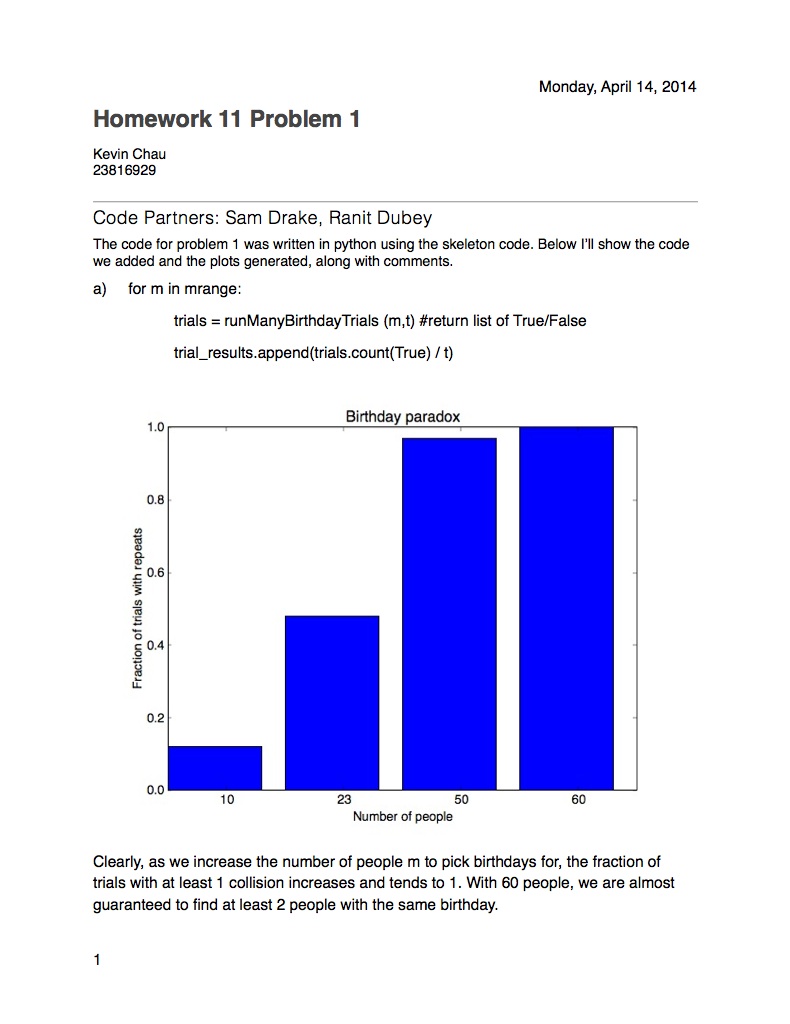 Monday, April 14, 2014
Homework 11 Problem 1
Kevin Chau
23816929
Code Partners: Sam Drake, Ranit Dubey
The code for problem 1 was written in python using the skeleton code. Below I'll show the code
we added and the plots generated, along with comments.
a) for m in mrange:
trials = runManyBirthdayTrials (m,t) #return list of True/False
trial_results.append(trials.count(True) / t)
Birthday paradox
1.0
0.8
0.6
0.4
0.2
0.0
Fraction of trials with repeats
10 23 50 60
Number of people
Clearly, as we increase the number of people m to pick birthdays for, the fraction of
trials with at least 1 collision increases and tends to 1. With 60 people, we are almost
guaranteed to find at least 2 people with the same birthday.
1